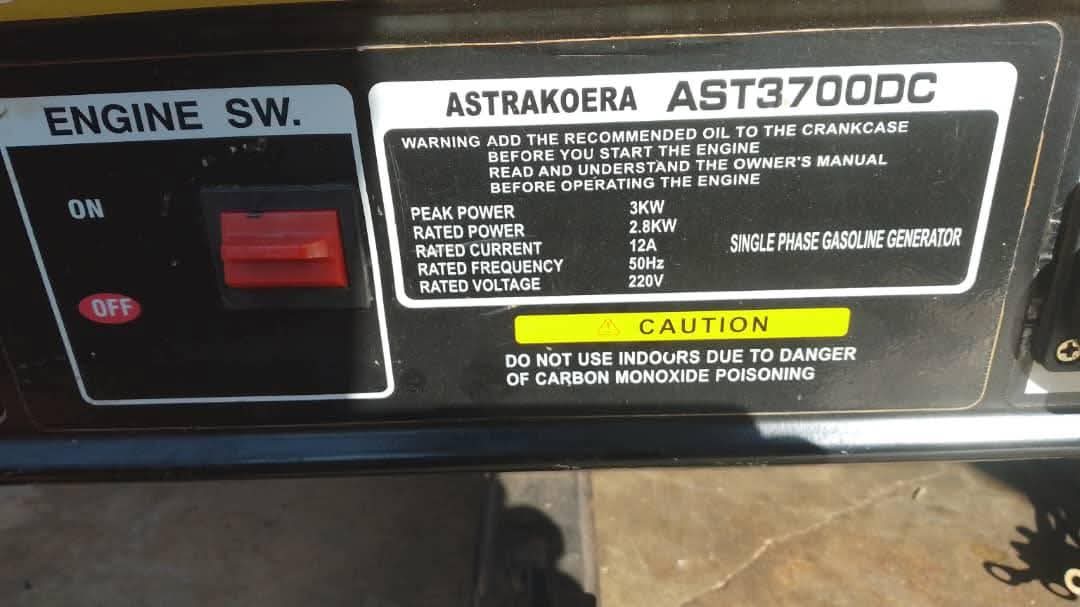 ENGINE SW.
ON
OFF
ASTRAKOERA AST3700DC
WARNING ADD THE RECOMMENDED OIL TO THE CRANKCASE
BEFORE YOU START THE ENGINE
READ AND UNDERSTAND THE OWNER'S MANUAL
BEFORE OPERATING THE ENGINE
PEAK POWER 3KW
RATED POWER 2.8KW
RATED CURRENT 12A
RATED FREQUENCY 50Hz
RATED VOLTAGE 220V
SINGLE PHASE GASOLINE GENERATOR
CAUTION
DO NOT USE INDOORS DUE TO DANGER
OF CARBON MONOXIDE POISONING